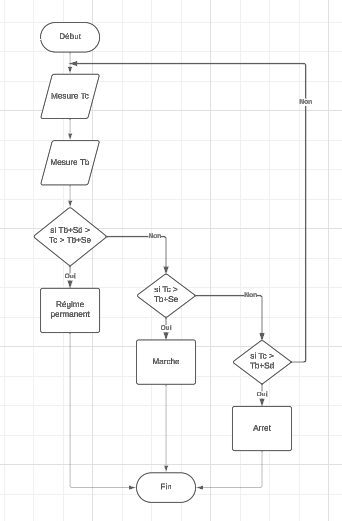 Début
Non
Mesure Tc
Mesure Tb
si Tb+Sd >
Tc > Tb+Se
Non
Oui
Régime
permanent
si Tc >
Tb+Se
Non
Oui
Marche
si Tc >
Tb+Sd
Oui
Arret
Fin